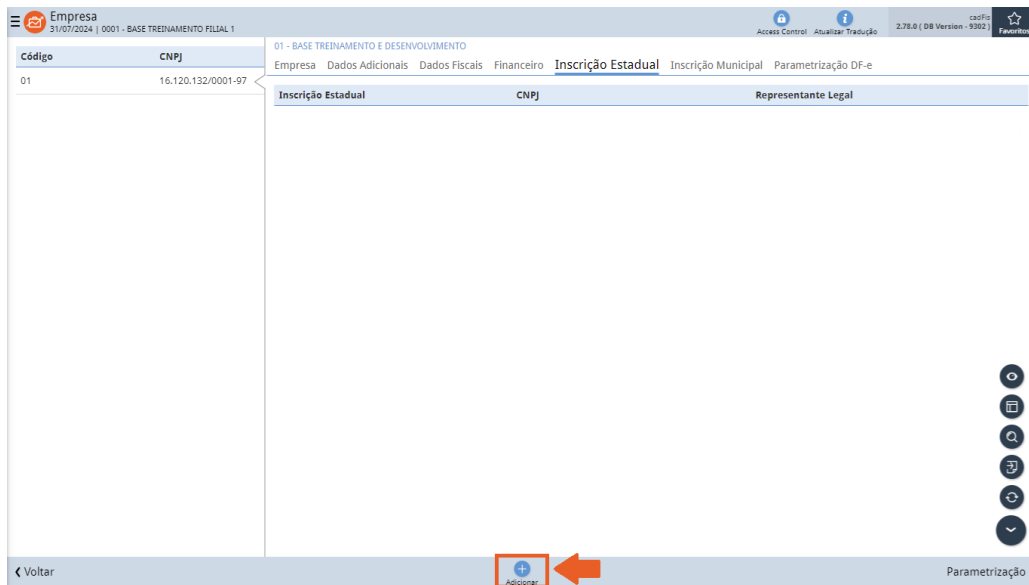 Empresa
31/07/2024 | 0001 - BASE TREINAMENTO FILIAL 1
Access Control
Atualizar Tradução
cadFis
2.78.0 ( DB Version - 9302 )
Favoritos
Código CNPJ
01 16.120.132/0001-97
01 - BASE TREINAMENTO E DESENVOLVIMENTO
Empresa Dados Adicionais Dados Fiscais Financeiro Inscrição Estadual Inscrição Municipal Parametrização DF-e
Inscrição Estadual CNPJ Representante Legal
Voltar
Adicionar
Parametrização